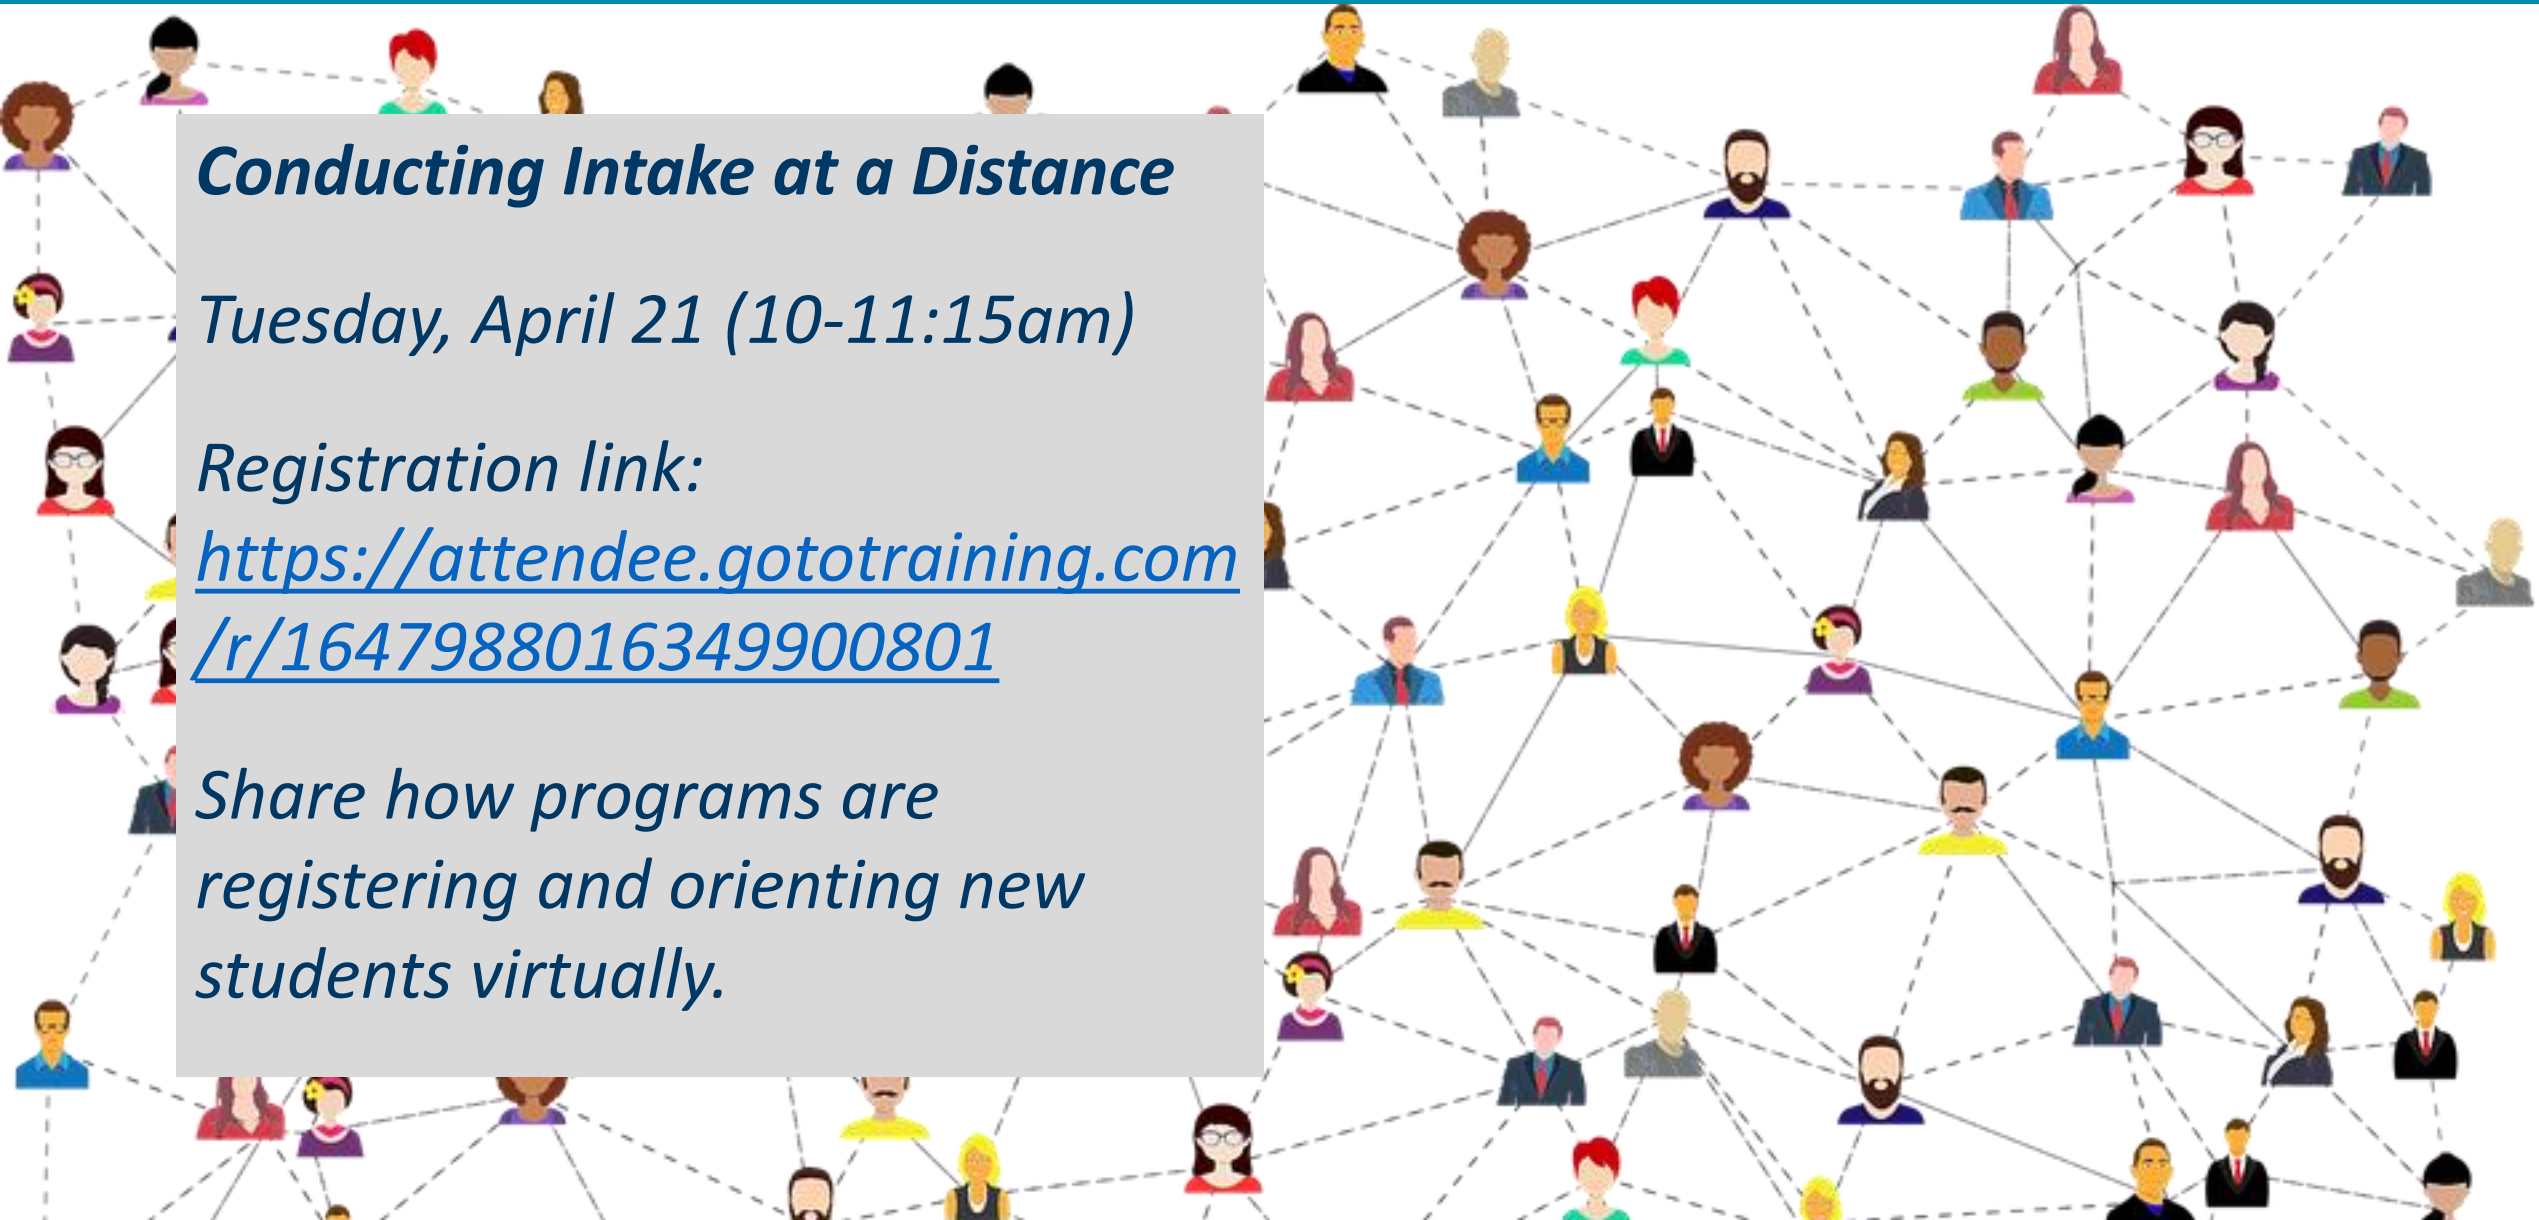 Conducting Intake at a Distance
Tuesday, April 21 (10-11:15am)
Registration link:
https://attendee.gototraining.com
/r/1647988016349900801
Share how programs are
registering and orienting new
students virtually.